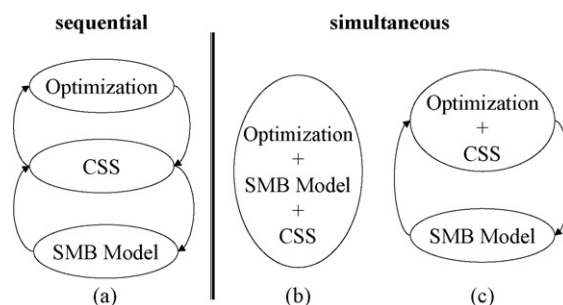 sequential
simultaneous
Optimization
CSS
SMB Model
(a)
Optimization
+
SMB Model
+
CSS
(b)
Optimization
+
CSS
SMB Model
(c)